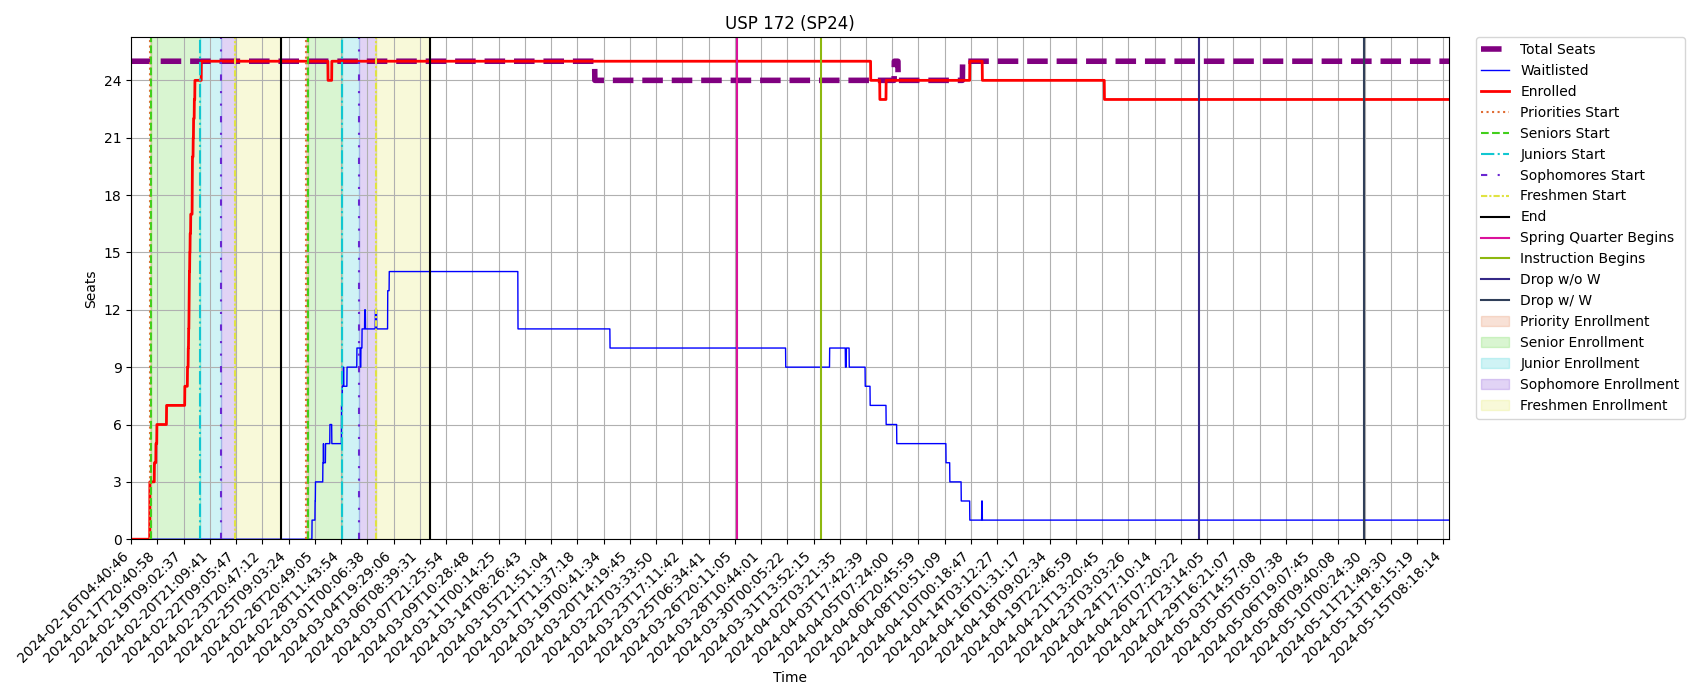 USP 172 (SP24)
Seats
24
21
18
15
12
9
6
3
0
2024-02-16T04:40:46
2024-02-17T20:40:58
2024-02-19T09:02:37
2024-02-20T21:09:41
2024-02-22T09:05:47
2024-02-23T20:47:12
2024-02-25T09:03:24
2024-02-26T20:49:05
2024-02-28T11:43:54
2024-03-01T00:06:38
2024-03-04T19:29:06
2024-03-06T08:39:31
2024-03-07T21:25:54
2024-03-09T10:28:48
2024-03-11T00:14:25
2024-03-14T08:26:43
2024-03-15T21:51:04
2024-03-17T11:37:18
2024-03-19T00:41:34
2024-03-20T14:19:45
2024-03-22T03:33:50
2024-03-23T17:11:42
2024-03-25T06:34:41
2024-03-26T20:11:05
2024-03-28T10:44:01
2024-03-30T00:05:22
2024-03-31T13:52:15
2024-04-02T03:21:35
2024-04-03T17:42:39
2024-04-05T07:24:00
2024-04-06T20:45:59
2024-04-08T10:51:09
2024-04-10T00:18:47
2024-04-14T03:12:27
2024-04-16T01:31:17
2024-04-18T09:02:34
2024-04-19T22:46:59
2024-04-21T13:20:45
2024-04-23T03:03:26
2024-04-24T17:10:14
2024-04-26T07:20:22
2024-04-27T23:14:05
2024-04-29T16:21:07
2024-05-03T14:57:08
2024-05-05T05:07:38
2024-05-06T19:07:45
2024-05-08T09:40:08
2024-05-10T00:24:30
2024-05-11T21:49:30
2024-05-13T18:15:19
2024-05-15T08:18:14
Time
Total Seats
Waitlisted
Enrolled
Priorities Start
Seniors Start
Juniors Start
Sophomores Start
Freshmen Start
End
Spring Quarter Begins
Instruction Begins
Drop w/o W
Drop w/ W
Priority Enrollment
Senior Enrollment
Junior Enrollment
Sophomore Enrollment
Freshmen Enrollment